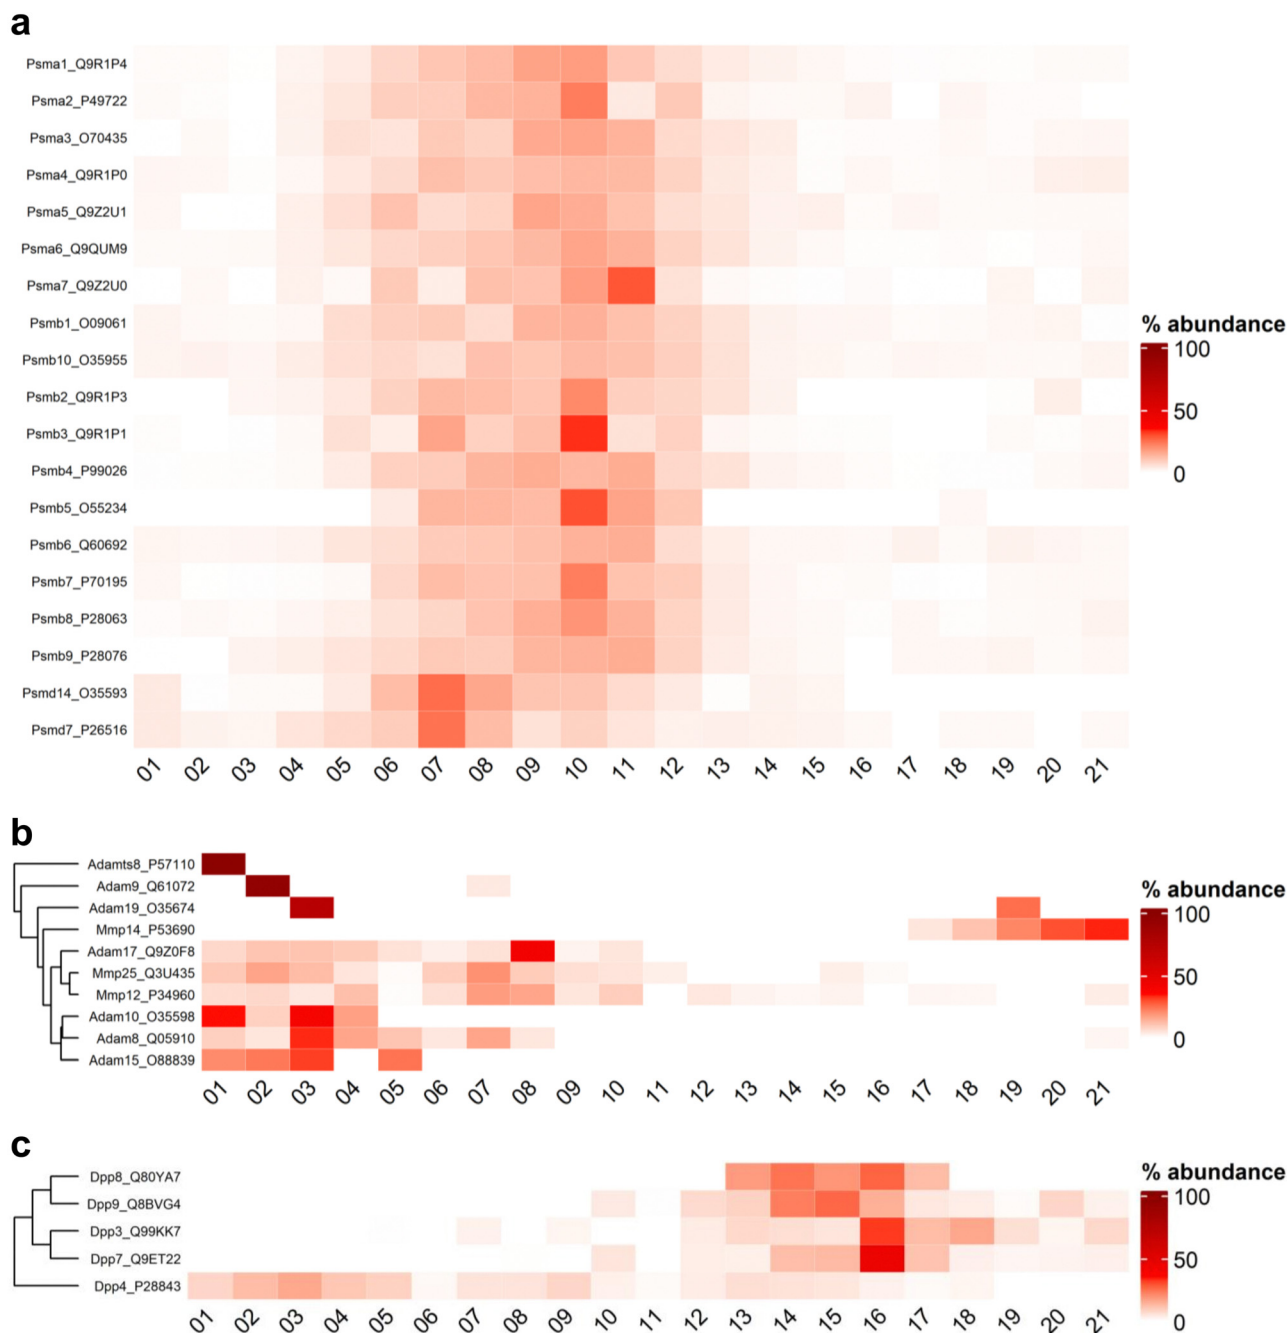 a
Psma1_Q9R1P4
Psma2_P49722
Psma3_O70435
Psma4_Q9R1P0
Psma5_Q9Z2U1
Psma6_Q9QUM9
Psma7_Q9Z2U0
Psmb1_O09061
Psmb10_O35955
Psmb2_Q9R1P3
Psmb3_Q9R1P1
Psmb4_P99026
Psmb5_O55234
Psmb6_Q60692
Psmb7_P70195
Psmb8_P28063
Psmb9_P28076
Psmd14_O35593
Psmd7_P26516
01 02 03 04 05 06 07 08 09 10 11 12 13 14 15 16 17 18 19 20 21
% abundance
100
50
0
b
Adamts8_P57110
Adam9_Q61072
Adam19_O35674
Mmp14_P53690
Adam17_Q9Z0F8
Mmp25_Q3U435
Mmp12_P34960
Adam10_O35598
Adam8_Q05910
Adam15_O88839
01 02 03 04 05 06 07 08 09 10 11 12 13 14 15 16 17 18 19 20 21
% abundance
100
50
0
c
Dpp8_Q80YA7
Dpp9_Q8BVG4
Dpp3_Q99KK7
Dpp7_Q9ET22
Dpp4_P28843
01 02 03 04 05 06 07 08 09 10 11 12 13 14 15 16 17 18 19 20 21
% abundance
100
50
0